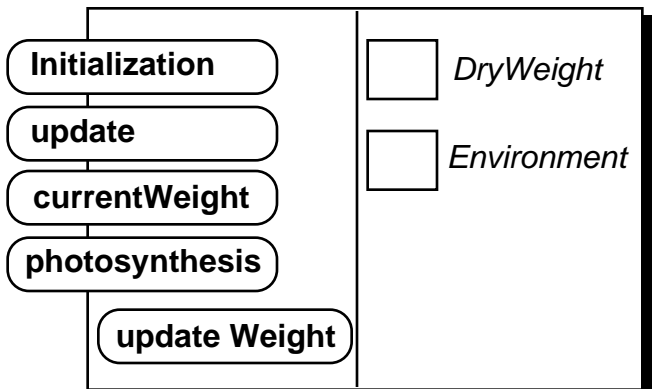 Initialization
update
currentWeight
photosynthesis
update Weight
DryWeight
Environment